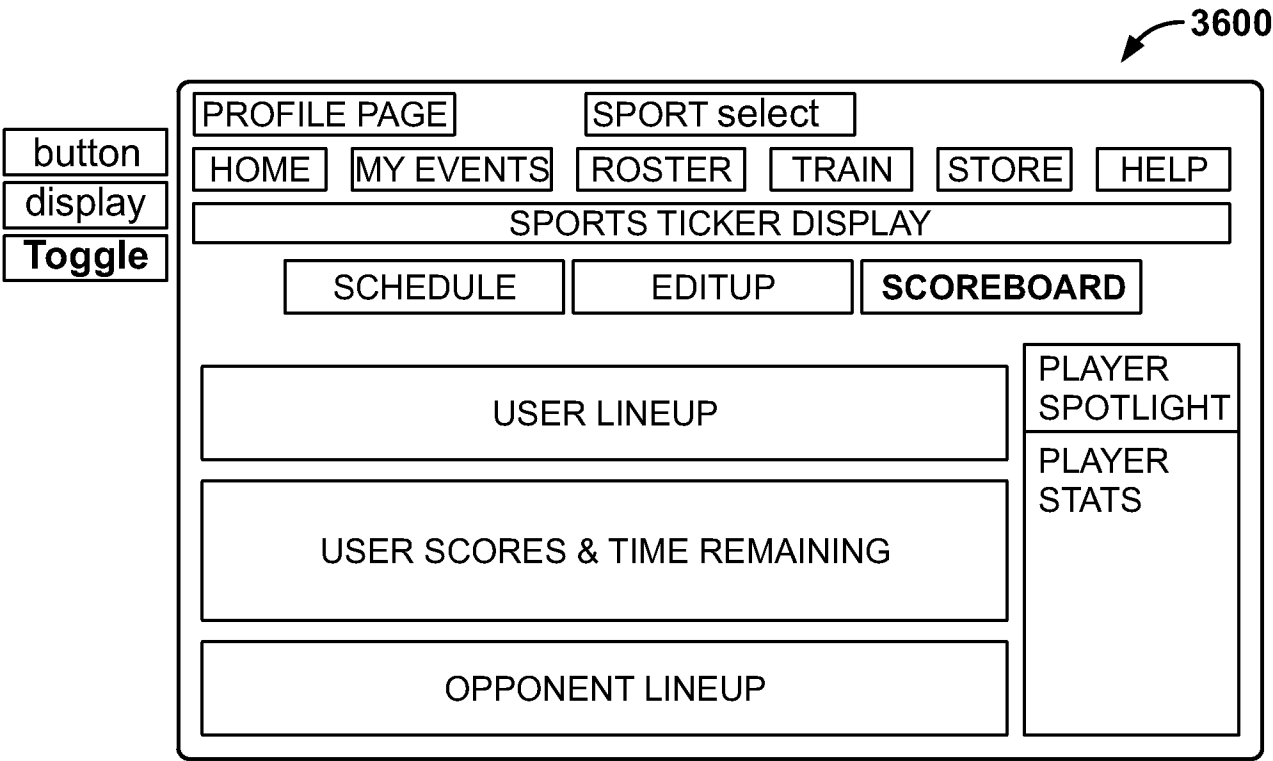 3600
PROFILE PAGE
SPORT select
button
display
Toggle
HOME
MY EVENTS
ROSTER
TRAIN
STORE
HELP
SPORTS TICKER DISPLAY
SCHEDULE
EDITUP
SCOREBOARD
USER LINEUP
USER SCORES & TIME REMAINING
OPPONENT LINEUP
PLAYER
SPOTLIGHT
PLAYER
STATS